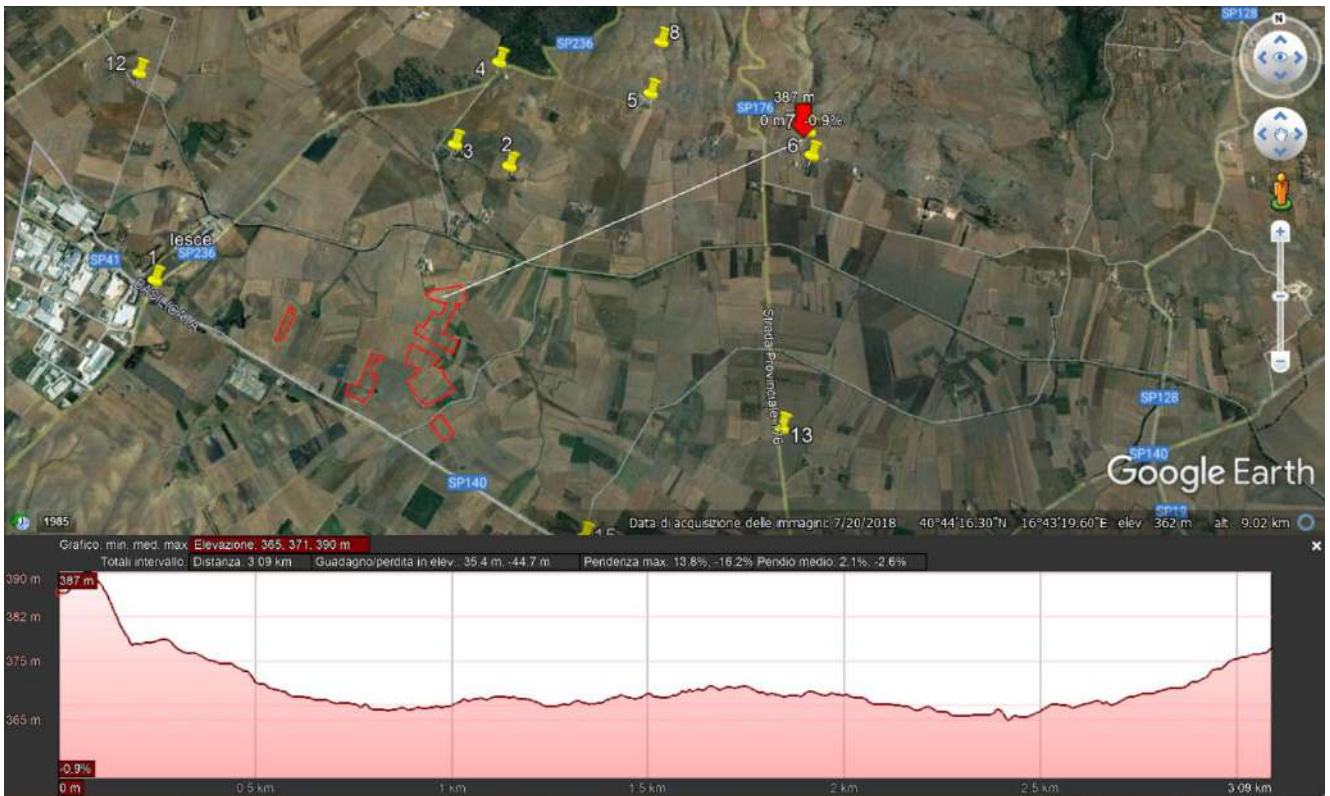 SP128
N
12
SP236
8
4
5
387 m
SP176
0 m 7 -0.9%
6
3
2
Iesce
SP41
1
SP236
BASILICATA
Strada Provinciale 176
13
SP128
SP140
SP140
Google Earth
SP19
15
1985
Data di acquisizione delle immagini: 7/20/2018 40°44'16.30"N 16°43'19.60"E elev 362 m alt 9.02 km
Grafico: min. med. max Elevazione: 365, 371, 390 m
Totali intervallo: Distanza: 3.09 km Guadagno/perdita in elev.: 35.4 m, -44.7 m Pendenza max: 13.8%, -16.2% Pendio medio: 2.1%, -2.6%
390 m
387 m
382 m
375 m
365 m
-0.9%
0 m
0.5 km
1 km
1.5 km
2 km
2.5 km
3.09 km